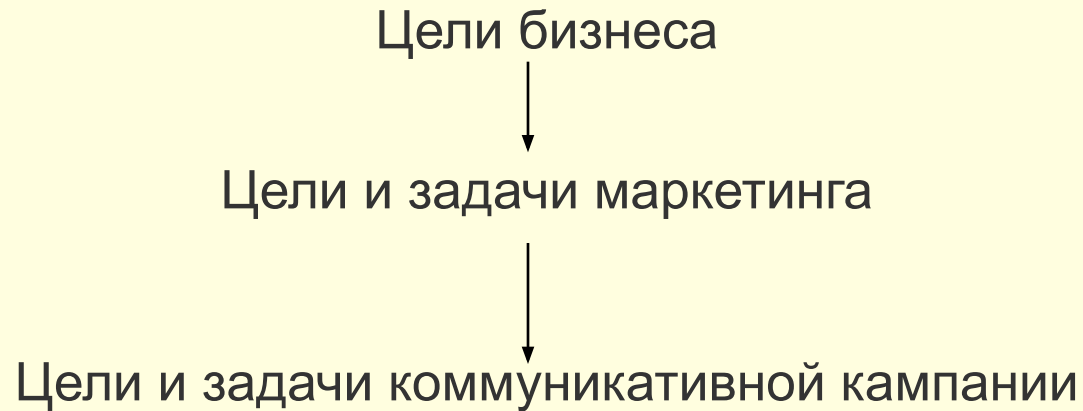 Цели бизнеса
Цели и задачи маркетинга
Цели и задачи коммуникативной кампании